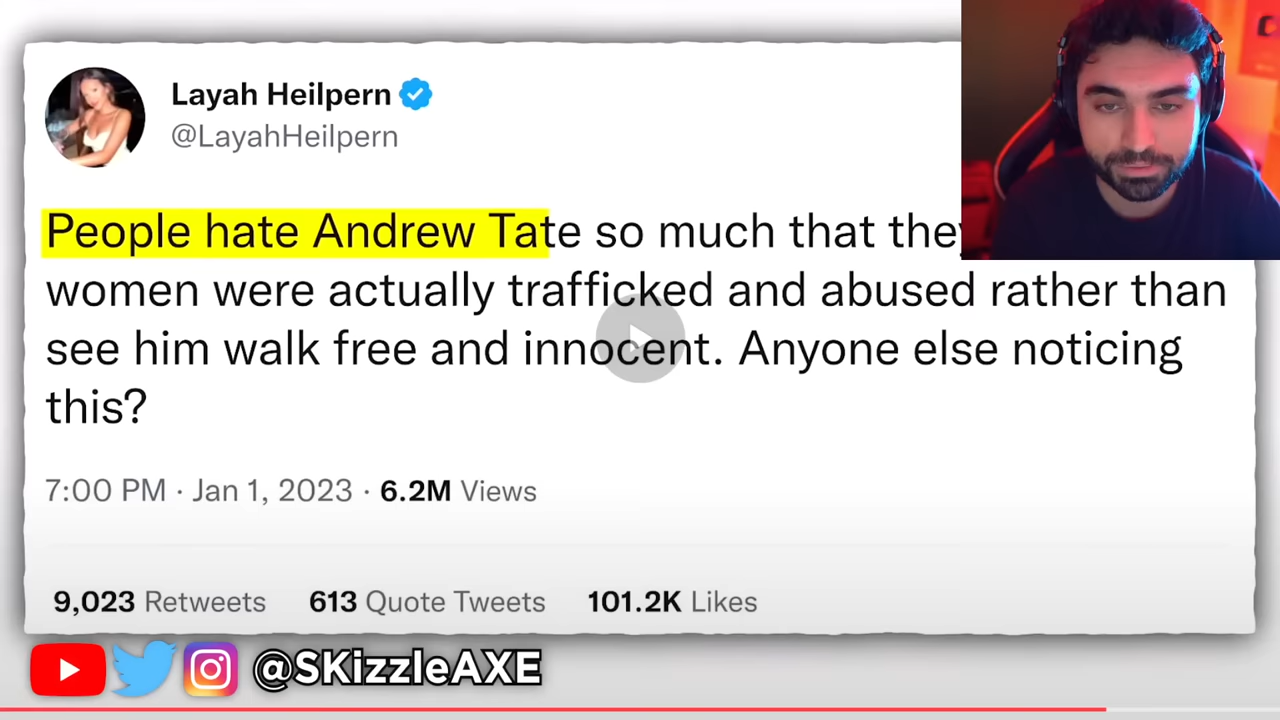 Layah Heilpern
@LayahHeilpern
People hate Andrew Tate so much that
women were actually trafficked and abused rather than
see him walk free and innocent. Anyone else noticing
this?
7:00 PM · Jan 1, 2023 · 6.2M Views
9,023 Retweets 613 Quote Tweets 101.2K Likes
@SKizzleAXE